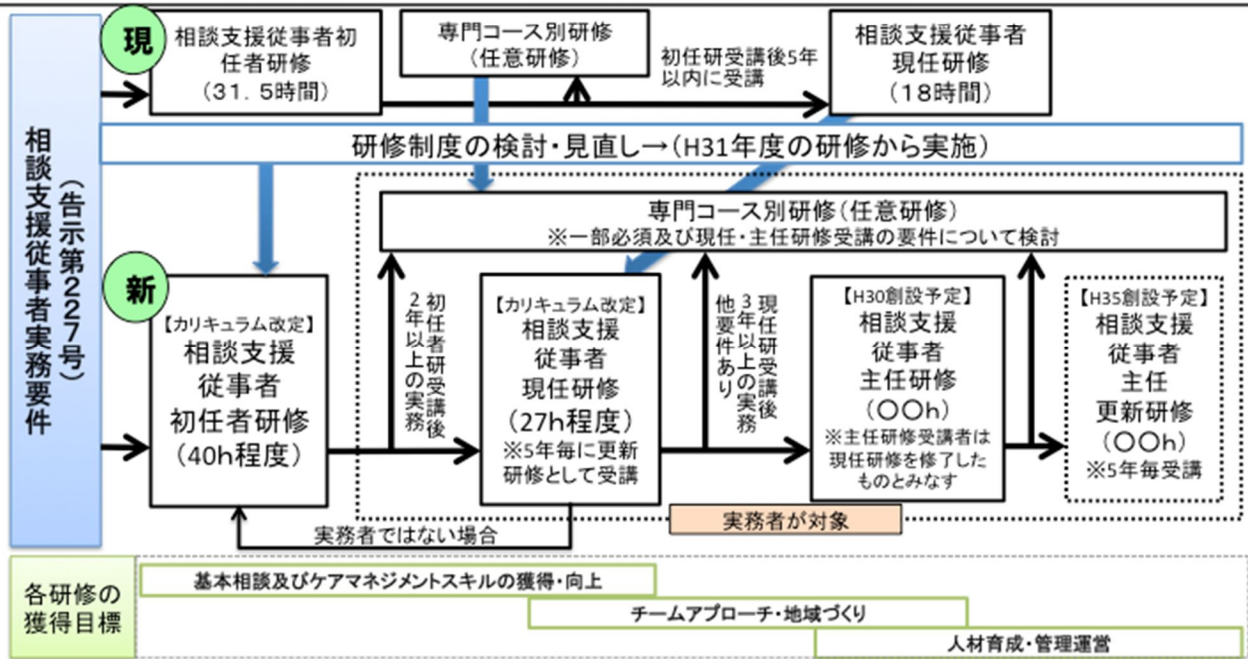 相談支援従事者実務要件
(告示第227号)
現
相談支援従事者初
任者研修
(31.5時間)
専門コース別研修
(任意研修)
初任研受講後5年
以内に受講
相談支援従事者
現任研修
(18時間)
研修制度の検討・見直し→(H31年度の研修から実施)
専門コース別研修(任意研修)
※一部必須及び現任・主任研修受講の要件について検討
新
【カリキュラム改定】
相談支援
従事者
初任者研修
(40h程度)
初任者研受講後
2年以上の実務
【カリキュラム改定】
相談支援
従事者
現任研修
(27h程度)
※5年毎に更新
研修として受講
現任研受講後
3年以上の実務
他要件あり
【H30創設予定】
相談支援
従事者
主任研修
(〇〇h)
※主任研修受講者は
現任研修を修了した
ものとみなす
【H35創設予定】
相談支援
従事者
主任
更新研修
(〇〇h)
※5年毎受講
実務者ではない場合
実務者が対象
各研修の
獲得目標
基本相談及びケアマネジメントスキルの獲得・向上
チームアプローチ・地域づくり
人材育成・管理運営